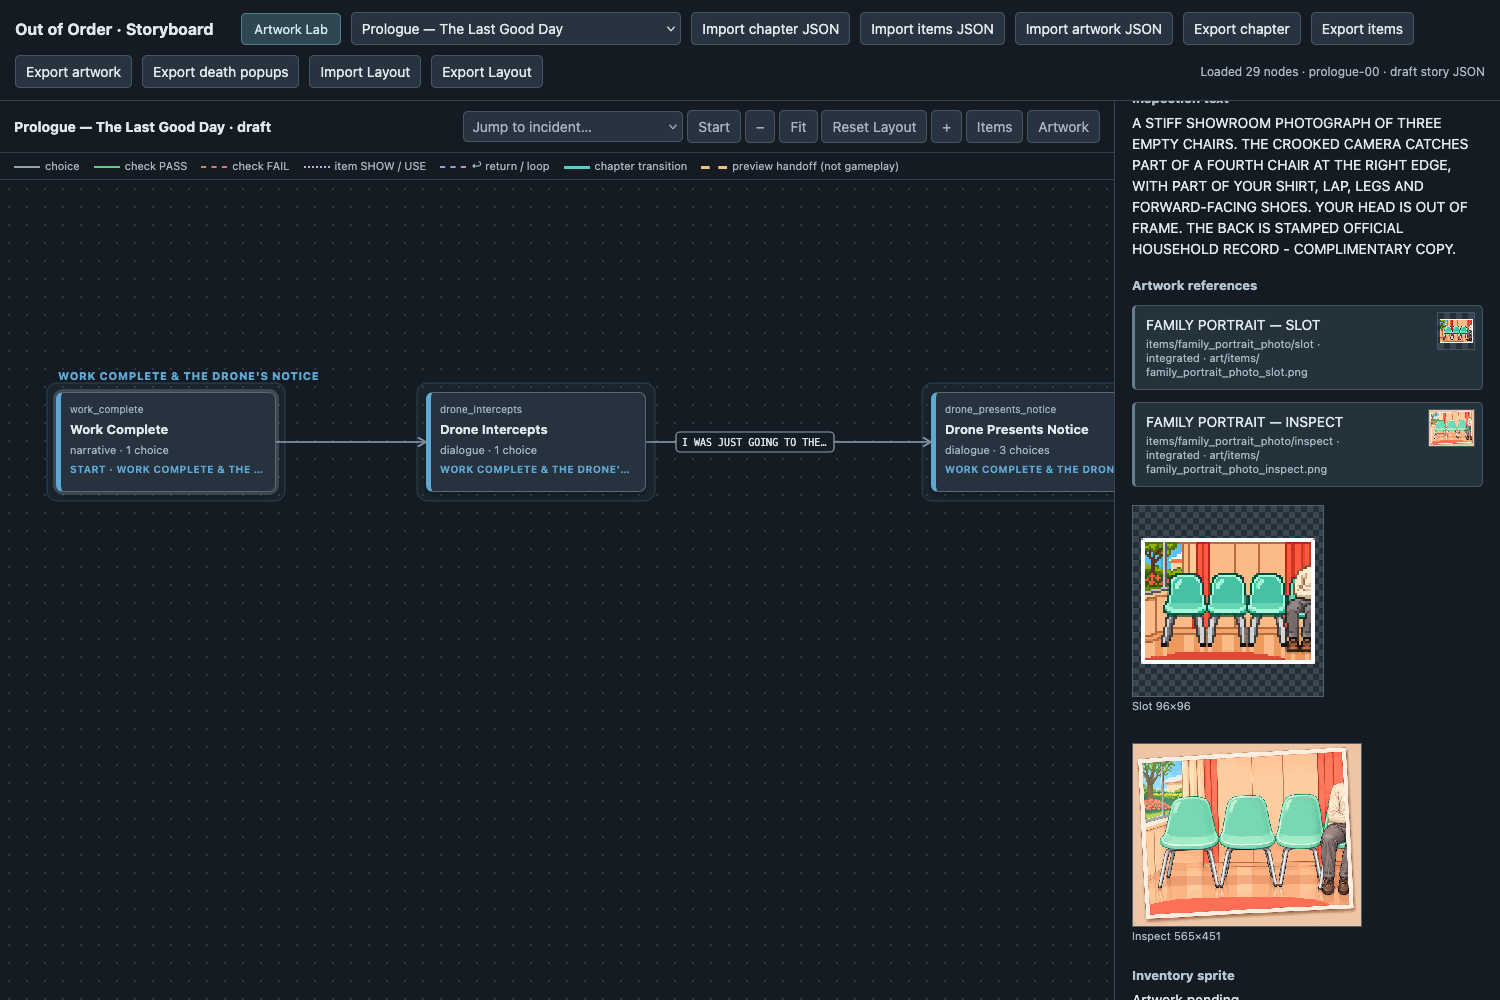 Out of Order · Storyboard
Artwork Lab
Prologue — The Last Good Day
Import chapter JSON
Import items JSON
Import artwork JSON
Export chapter
Export items
Export artwork
Export death popups
Import Layout
Export Layout
Loaded 29 nodes · prologue-00 · draft story JSON
Prologue — The Last Good Day · draft
Jump to incident...
Start
–
Fit
Reset Layout
+
Items
Artwork
choice
check PASS
check FAIL
item SHOW / USE
↩ return / loop
chapter transition
preview handoff (not gameplay)
WORK COMPLETE & THE DRONE'S NOTICE
work_complete
Work Complete
narrative · 1 choice
START · WORK COMPLETE & THE ...
drone_intercepts
Drone Intercepts
dialogue · 1 choice
WORK COMPLETE & THE DRONE'...
I WAS JUST GOING TO THE…
drone_presents_notice
Drone Presents Notice
dialogue · 3 choices
WORK COMPLETE & THE DRON
Inspection text
A STIFF SHOWROOM PHOTOGRAPH OF THREE
EMPTY CHAIRS. THE CROOKED CAMERA CATCHES
PART OF A FOURTH CHAIR AT THE RIGHT EDGE,
WITH PART OF YOUR SHIRT, LAP, LEGS AND
FORWARD-FACING SHOES. YOUR HEAD IS OUT OF
FRAME. THE BACK IS STAMPED OFFICIAL
HOUSEHOLD RECORD - COMPLIMENTARY COPY.
Artwork references
FAMILY PORTRAIT — SLOT
items/family_portrait_photo/slot ·
integrated · art/items/
family_portrait_photo_slot.png
FAMILY PORTRAIT — INSPECT
items/family_portrait_photo/inspect ·
integrated · art/items/
family_portrait_photo_inspect.png
Slot 96×96
Inspect 565×451
Inventory sprite
Artwork pending